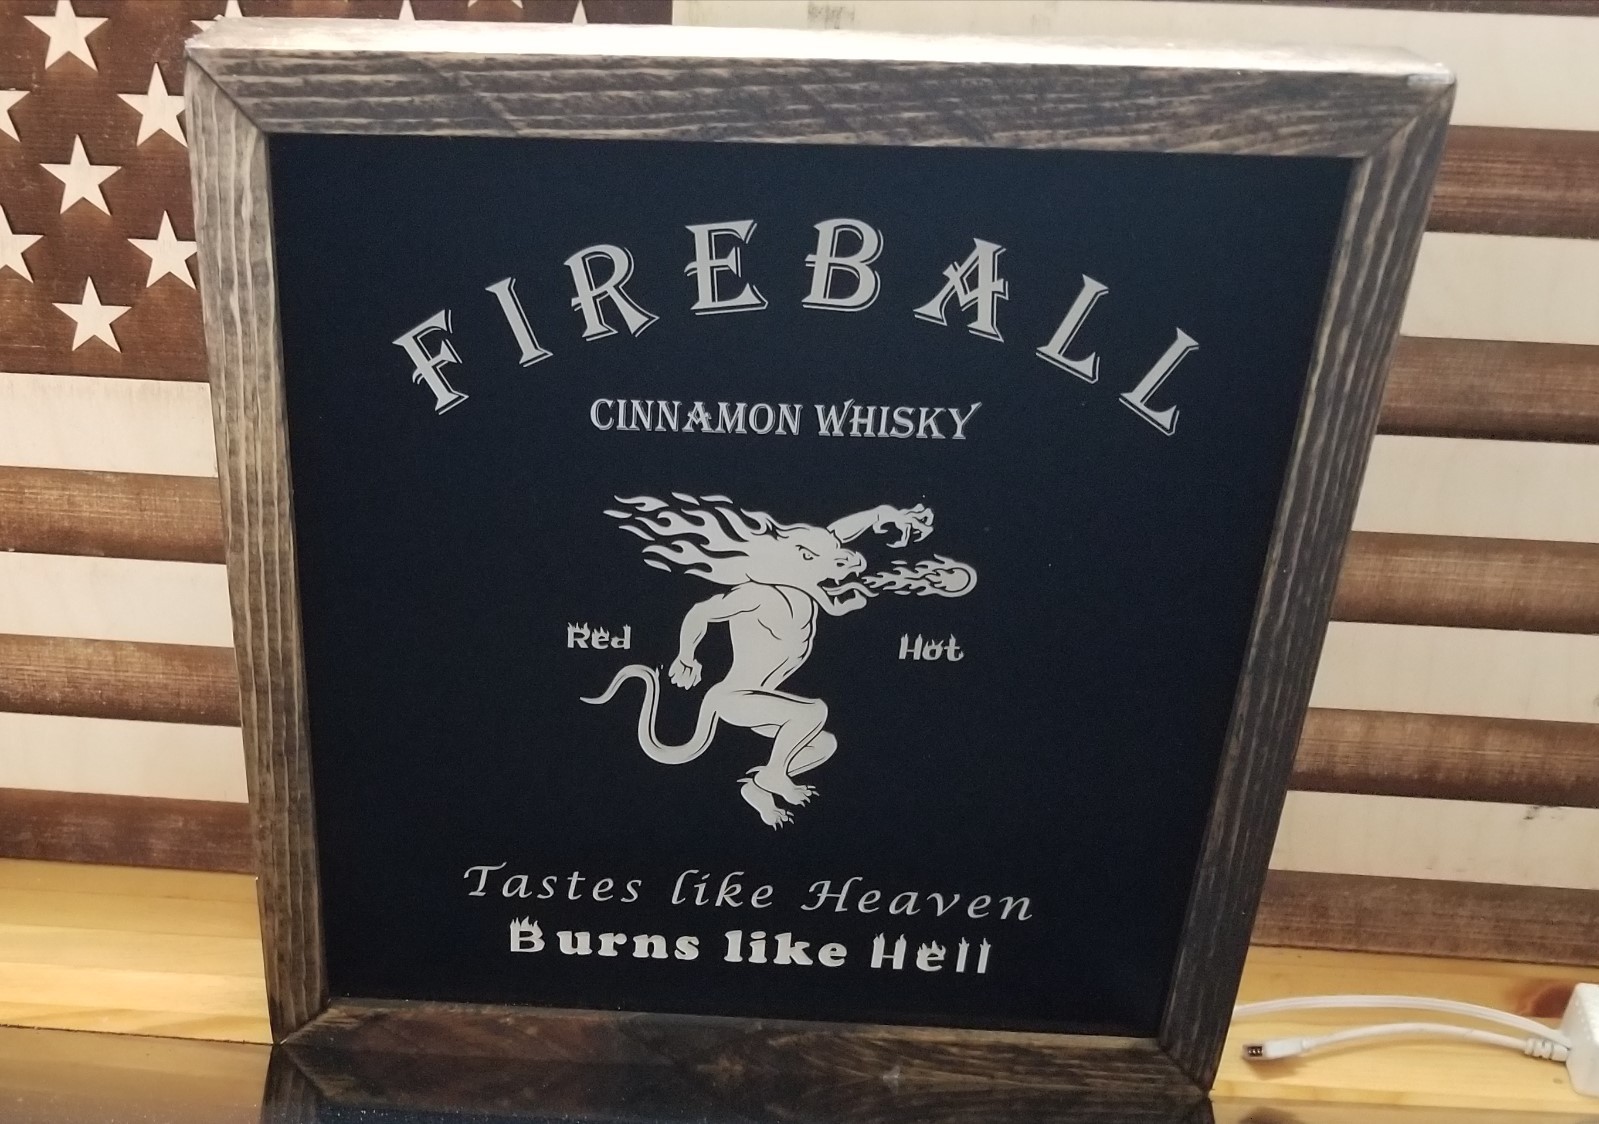 FIREBALL
CINNAMON WHISKY
Red Hot
Tastes like Heaven
Burns like Hell